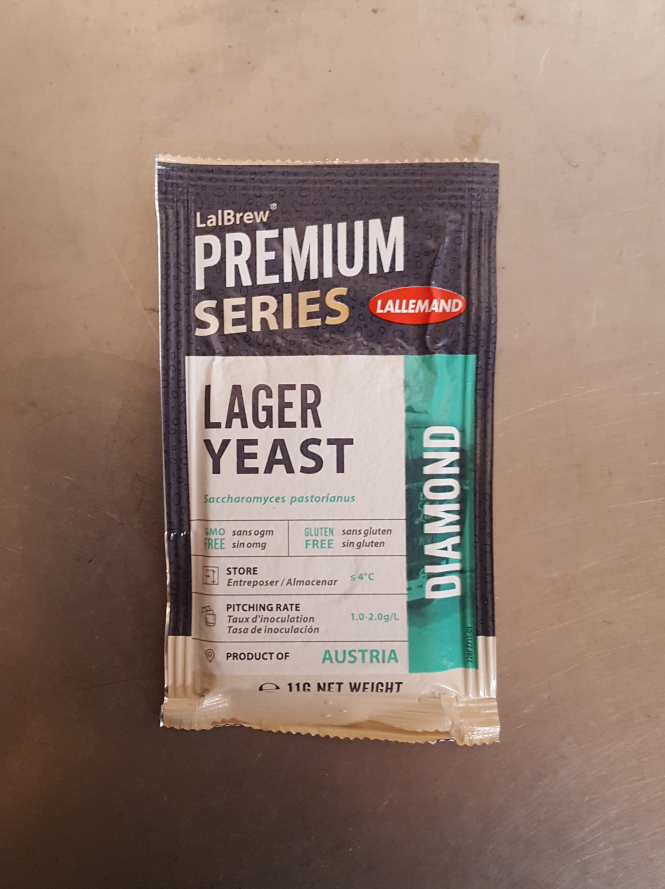 LalBrew®
PREMIUM
SERIES
LALLEMAND
LAGER
YEAST
Saccharomyces pastorianus
GMO FREE
sans ogm
sin omg
GLUTEN FREE
sans gluten
sin gluten
STORE
Entreposer / Almacenar
≤ 4°C
PITCHING RATE
Taux d'inoculation
Tasa de inoculación
1.0-2.0g/L
PRODUCT OF
AUSTRIA
℮ 11G NET WEIGHT
DIAMOND